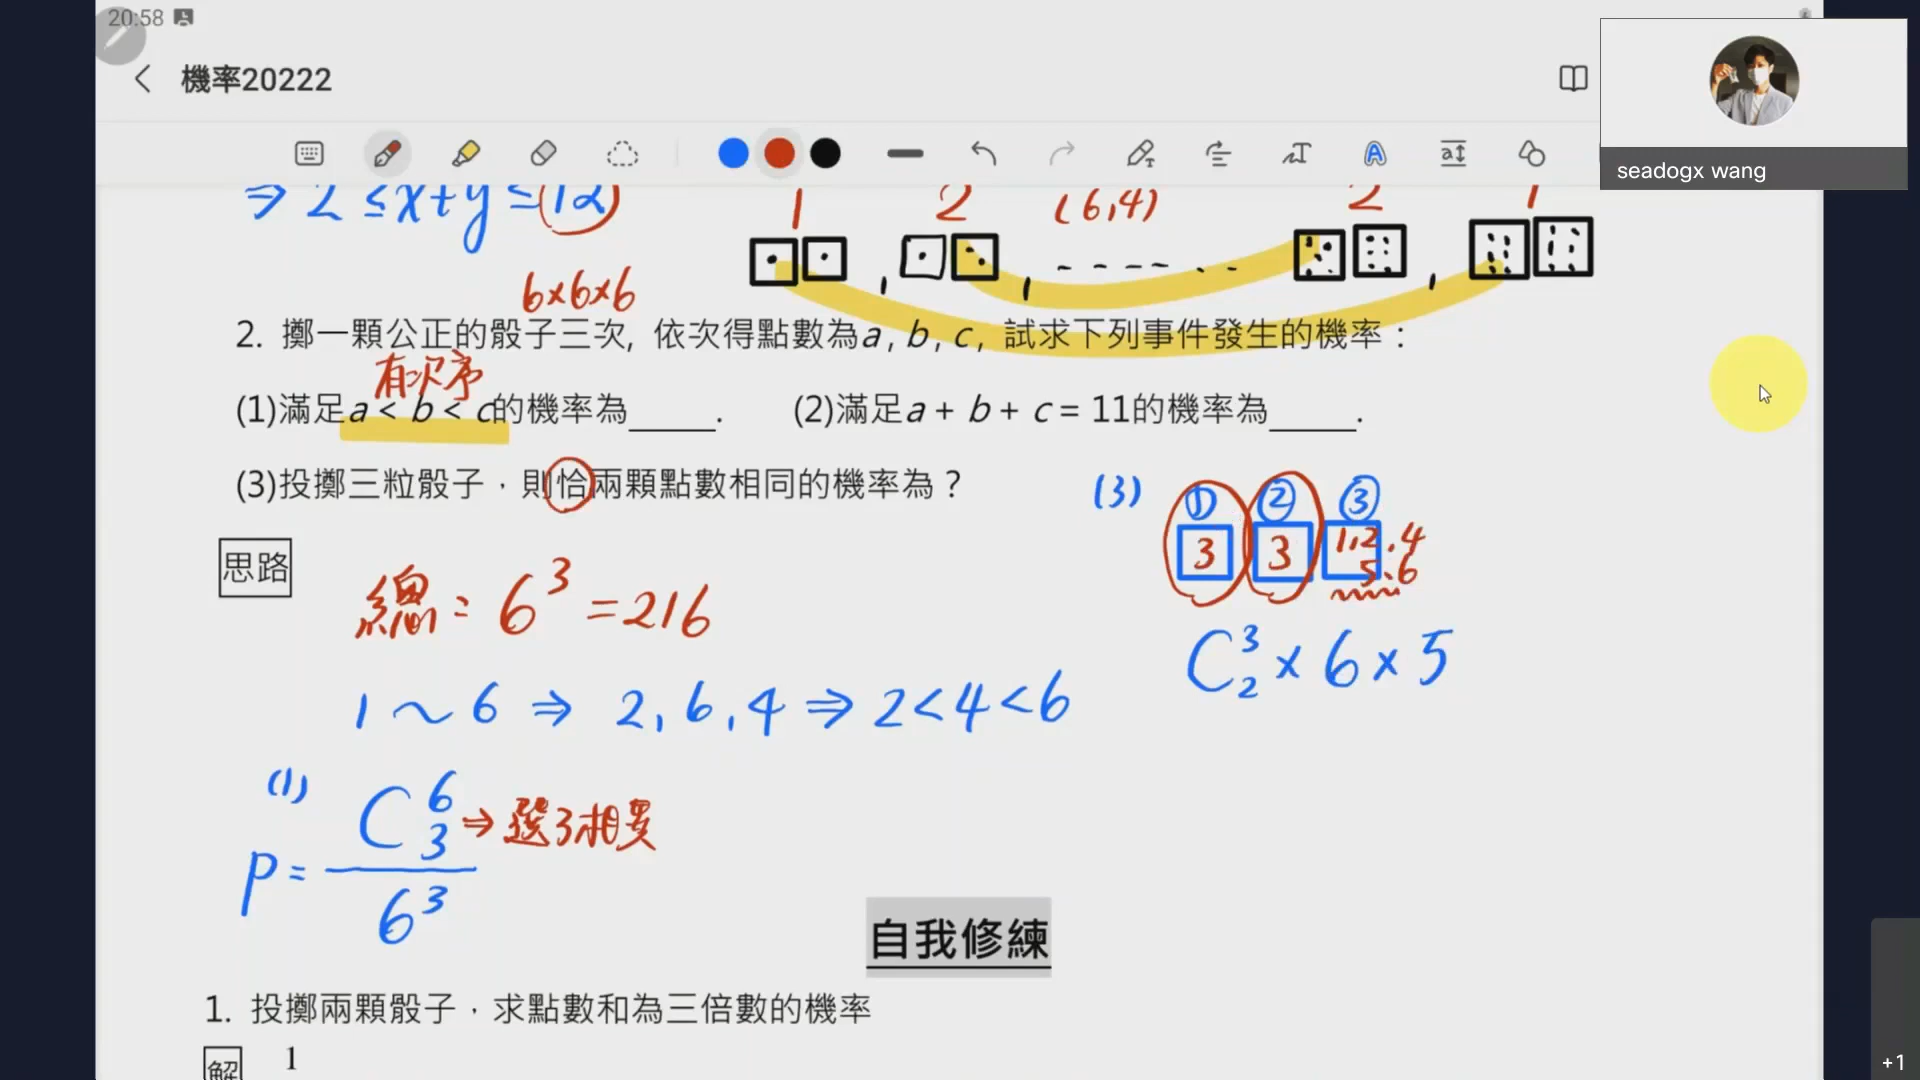 20:58
機率20222
seadogx wang
⇒ 2 ≤ x+y ≤ (12)
1 2 (6,4) 2 1
6×6×6
2. 擲一顆公正的骰子三次, 依次得點數為a, b, c, 試求下列事件發生的機率：
有次序
(1)滿足a < b < c的機率為_____. (2)滿足a + b + c = 11的機率為_____.
(3)投擲三粒骰子，則恰兩顆點數相同的機率為？
(3) ① ② ③
3 3 1,2,4
5,6
思路
總: 6³ = 216
C³₂ × 6 × 5
1 ~ 6 ⇒ 2, 6, 4 ⇒ 2 < 4 < 6
(1)
P = C⁶₃ / 6³ → 選3相異
自我修練
1. 投擲兩顆骰子，求點數和為三倍數的機率
解 1
+1